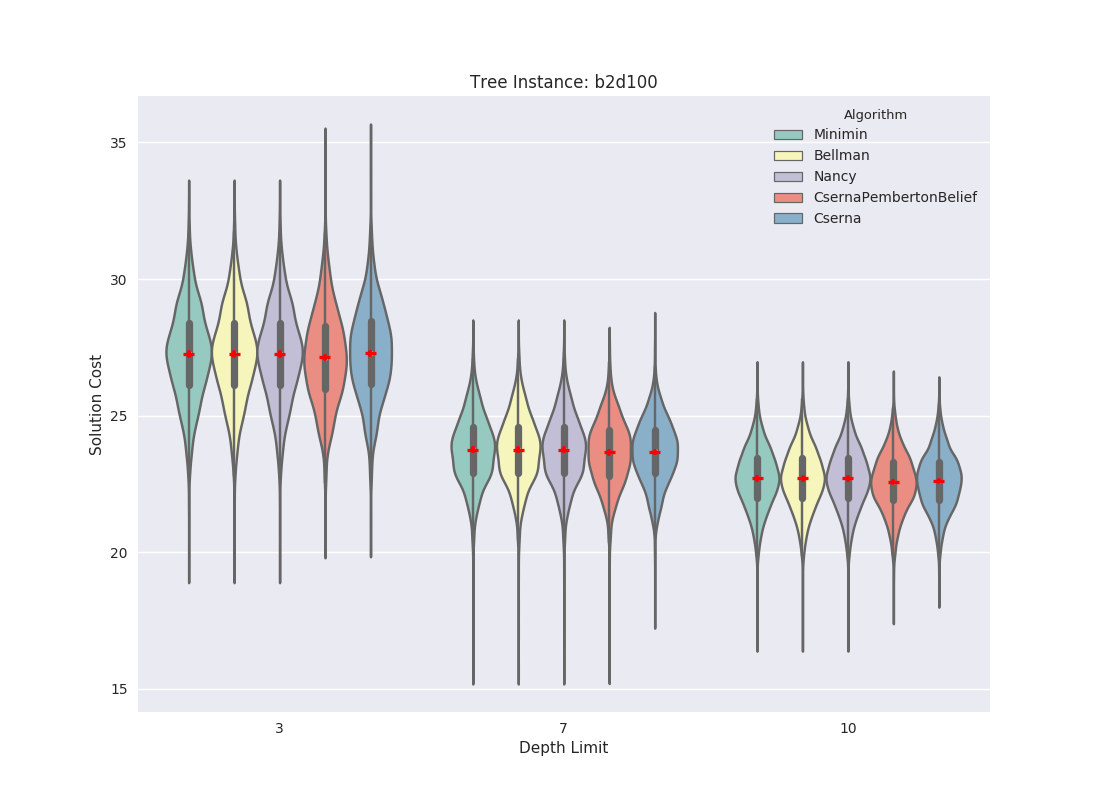 Tree Instance: b2d100
Algorithm
Minimin
Bellman
Nancy
CsernaPembertonBelief
Cserna
Solution Cost
35
30
25
20
15
3
7
10
Depth Limit